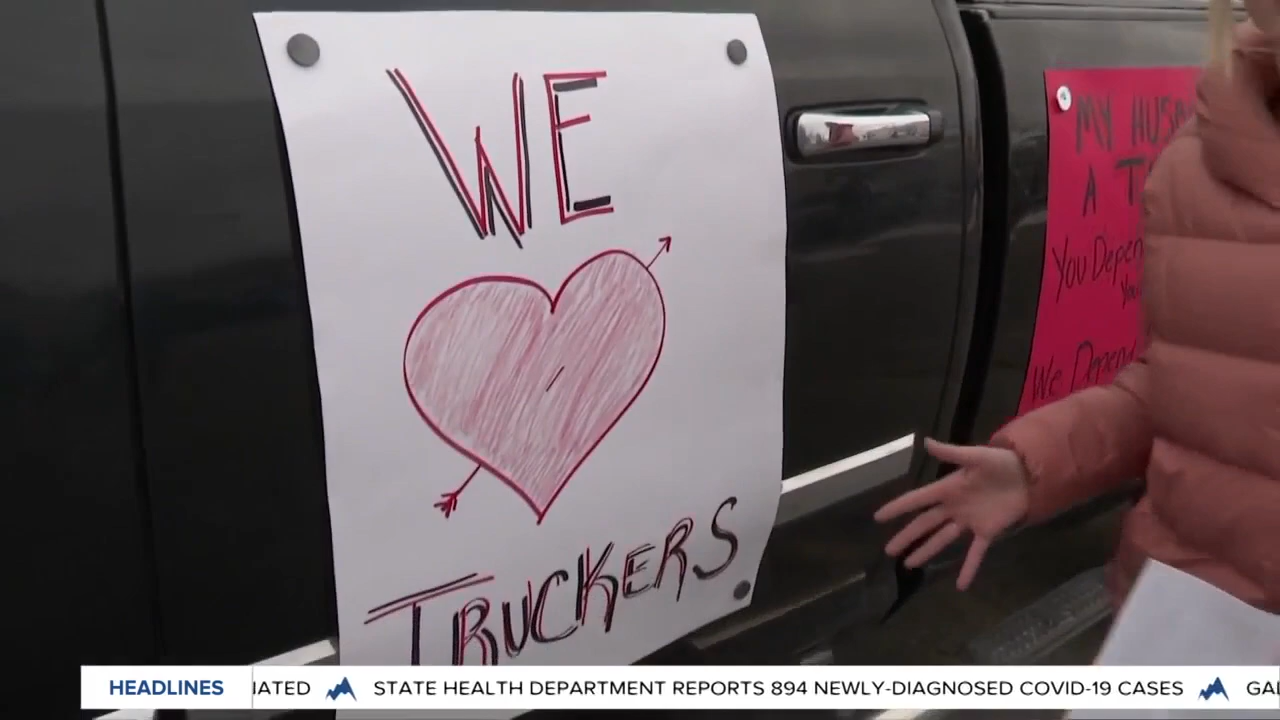 WE
TRUCKERS
MY
A
You Depen
We Depend
HEADLINES
IATED STATE HEALTH DEPARTMENT REPORTS 894 NEWLY-DIAGNOSED COVID-19 CASES GA